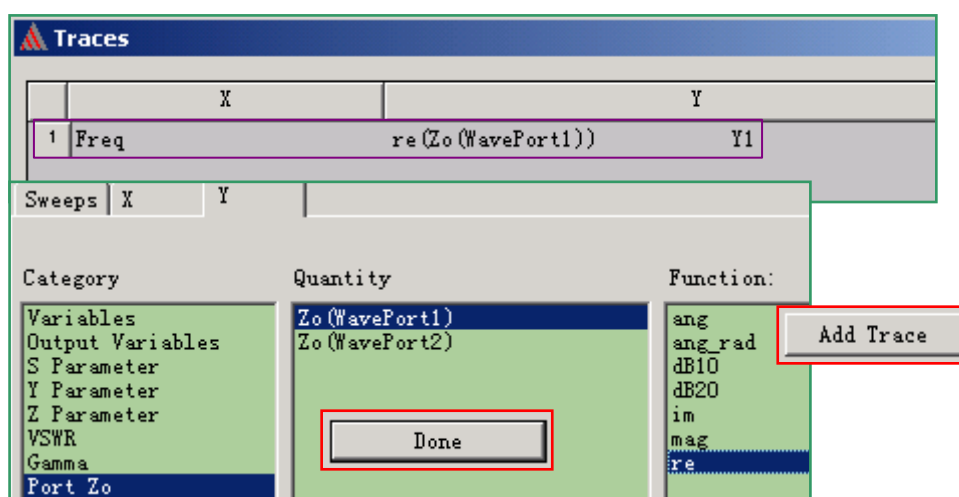 Traces
X Y
1 Freq re(Zo(WavePort1)) Y1
Sweeps X Y
Category Quantity Function:
Variables Zo(WavePort1) ang
Output Variables Zo(WavePort2) ang_rad
S Parameter dB10
Y Parameter dB20
Z Parameter im
VSWR mag
Gamma re
Port Zo
Add Trace
Done